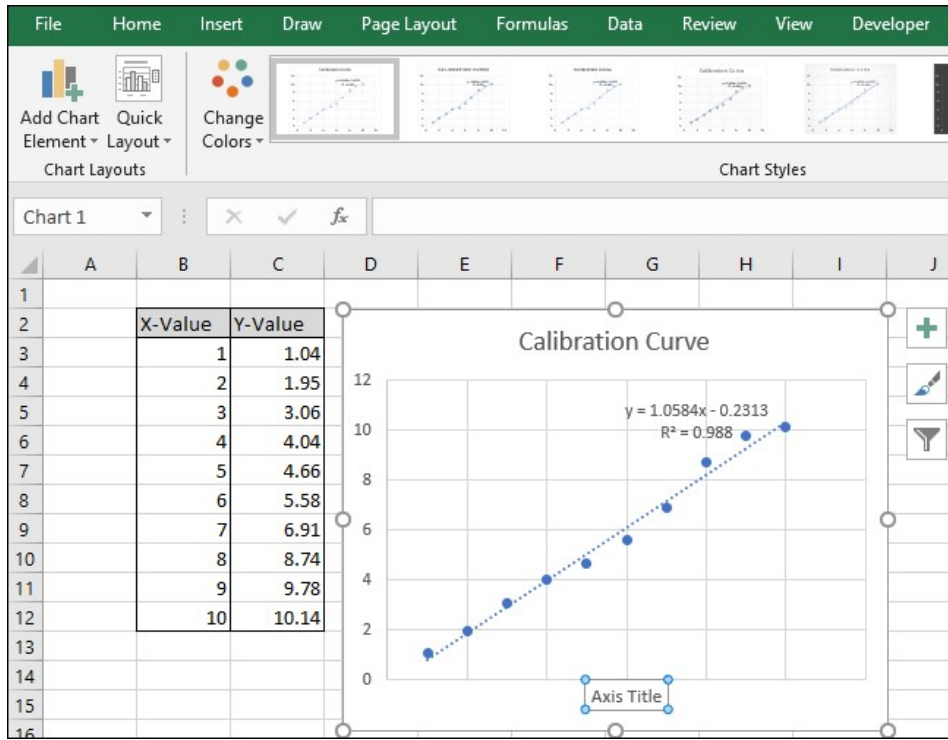 File Home Insert Draw Page Layout Formulas Data Review View Developer
Add Chart Element Quick Layout Change Colors
Chart Layouts Chart Styles
Chart 1 fx
A B C D E F G H I J
1
2 X-Value Y-Value
3 1 1.04
4 2 1.95
5 3 3.06
6 4 4.04
7 5 4.66
8 6 5.58
9 7 6.91
10 8 8.74
11 9 9.78
12 10 10.14
13
14
15
16
Calibration Curve
12
10
8
6
4
2
0
y = 1.0584x - 0.2313
R² = 0.988
Axis Title